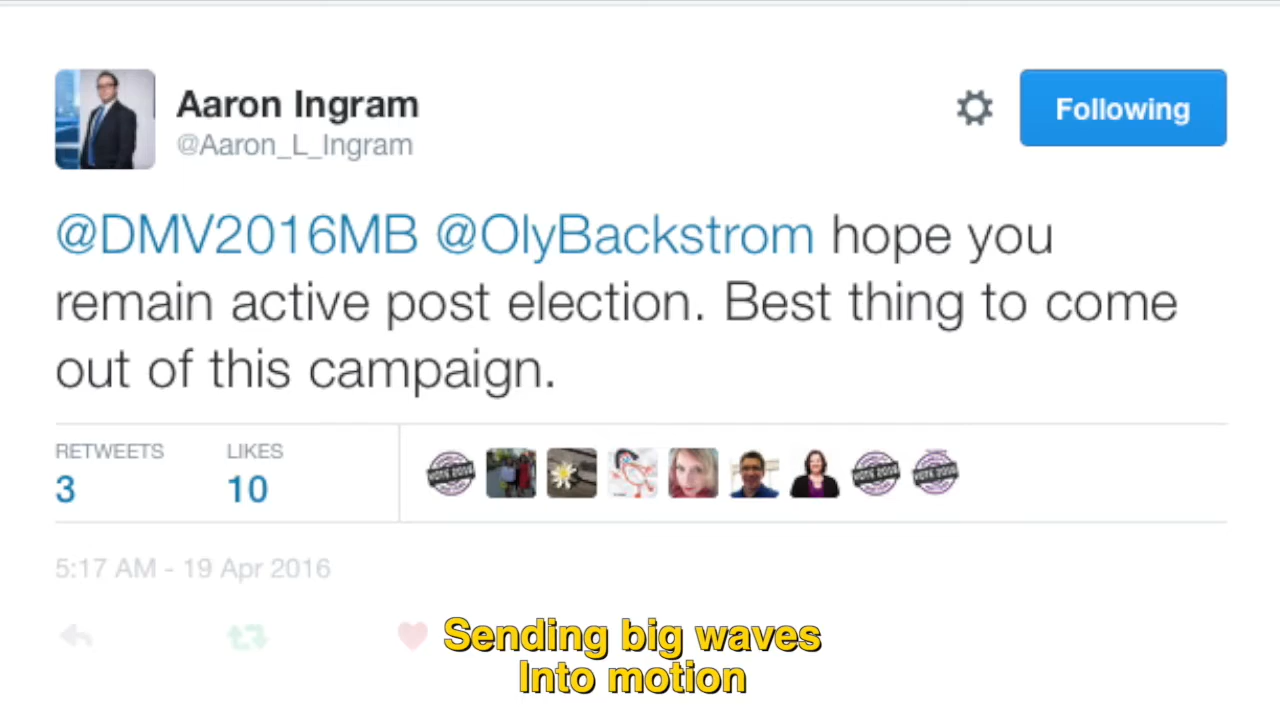 Aaron Ingram
@Aaron_L_Ingram
Following
@DMV2016MB @OlyBackstrom hope you
remain active post election. Best thing to come
out of this campaign.
RETWEETS LIKES
3 10
5:17 AM - 19 Apr 2016
Sending big waves
Into motion